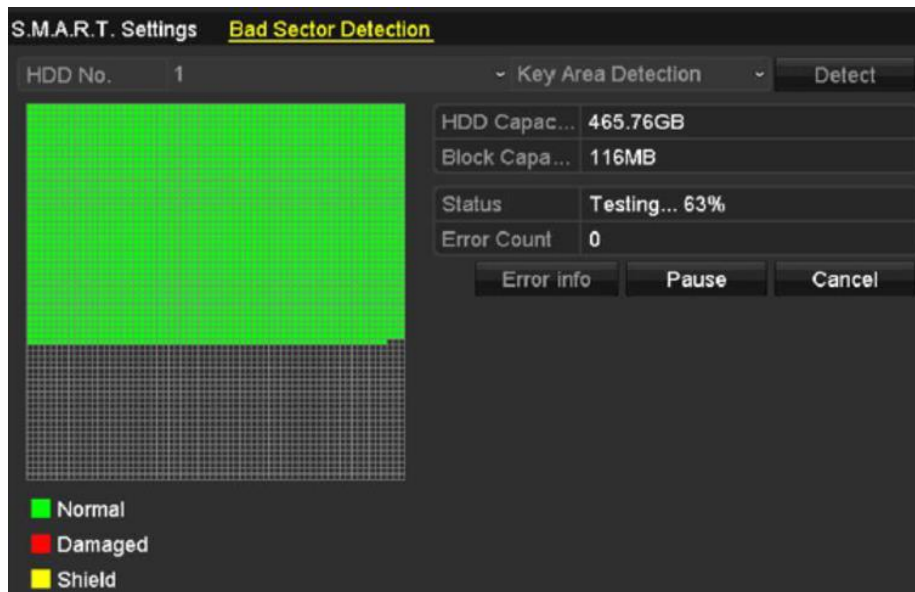 S.M.A.R.T. Settings Bad Sector Detection
HDD No. 1 Key Area Detection Detect
HDD Capac... 465.76GB
Block Capa... 116MB
Status Testing... 63%
Error Count 0
Error info Pause Cancel
Normal
Damaged
Shield